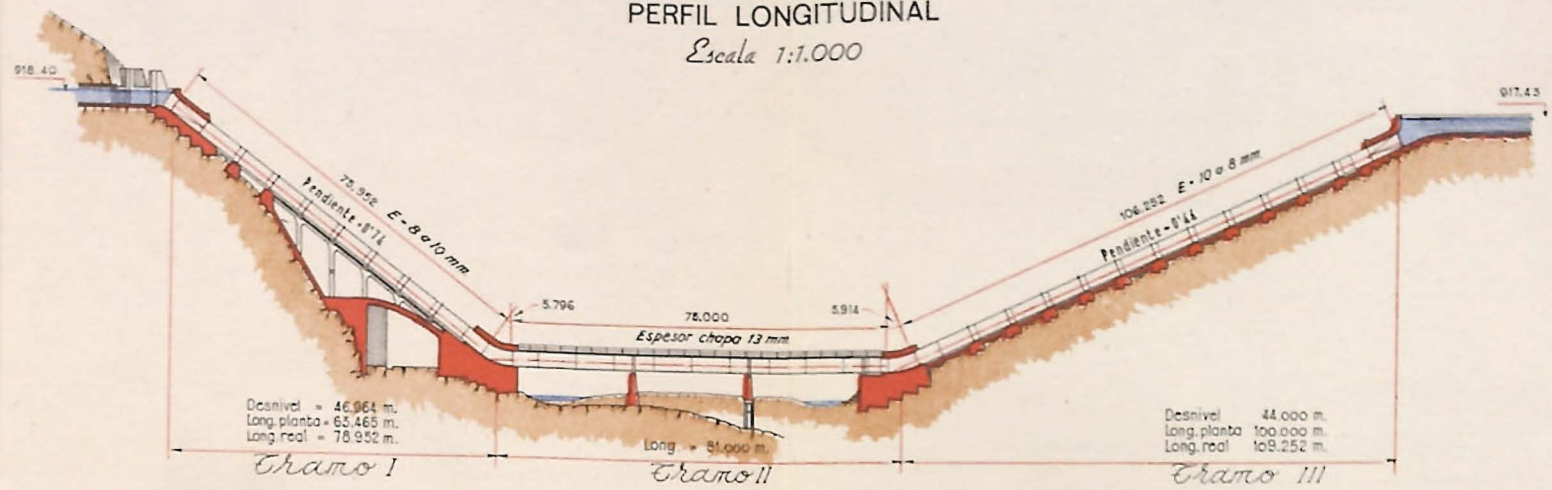 PERFIL LONGITUDINAL
Escala 1:1.000
918.40
917.43
75.952 E=8 a 10 mm.
Pendiente=0'74
106.252 E=10 a 8 mm.
Pendiente=0'44
5.796
75.000
5.914
Espesor chapa 13 mm.
Desnivel = 46.964 m.
Long. planta = 63.465 m.
Long. real = 78.952 m.
Long. = 81.000 m.
Desnivel 44.000 m.
Long. planta 100.000 m.
Long. real 109.252 m.
Tramo I
Tramo II
Tramo III